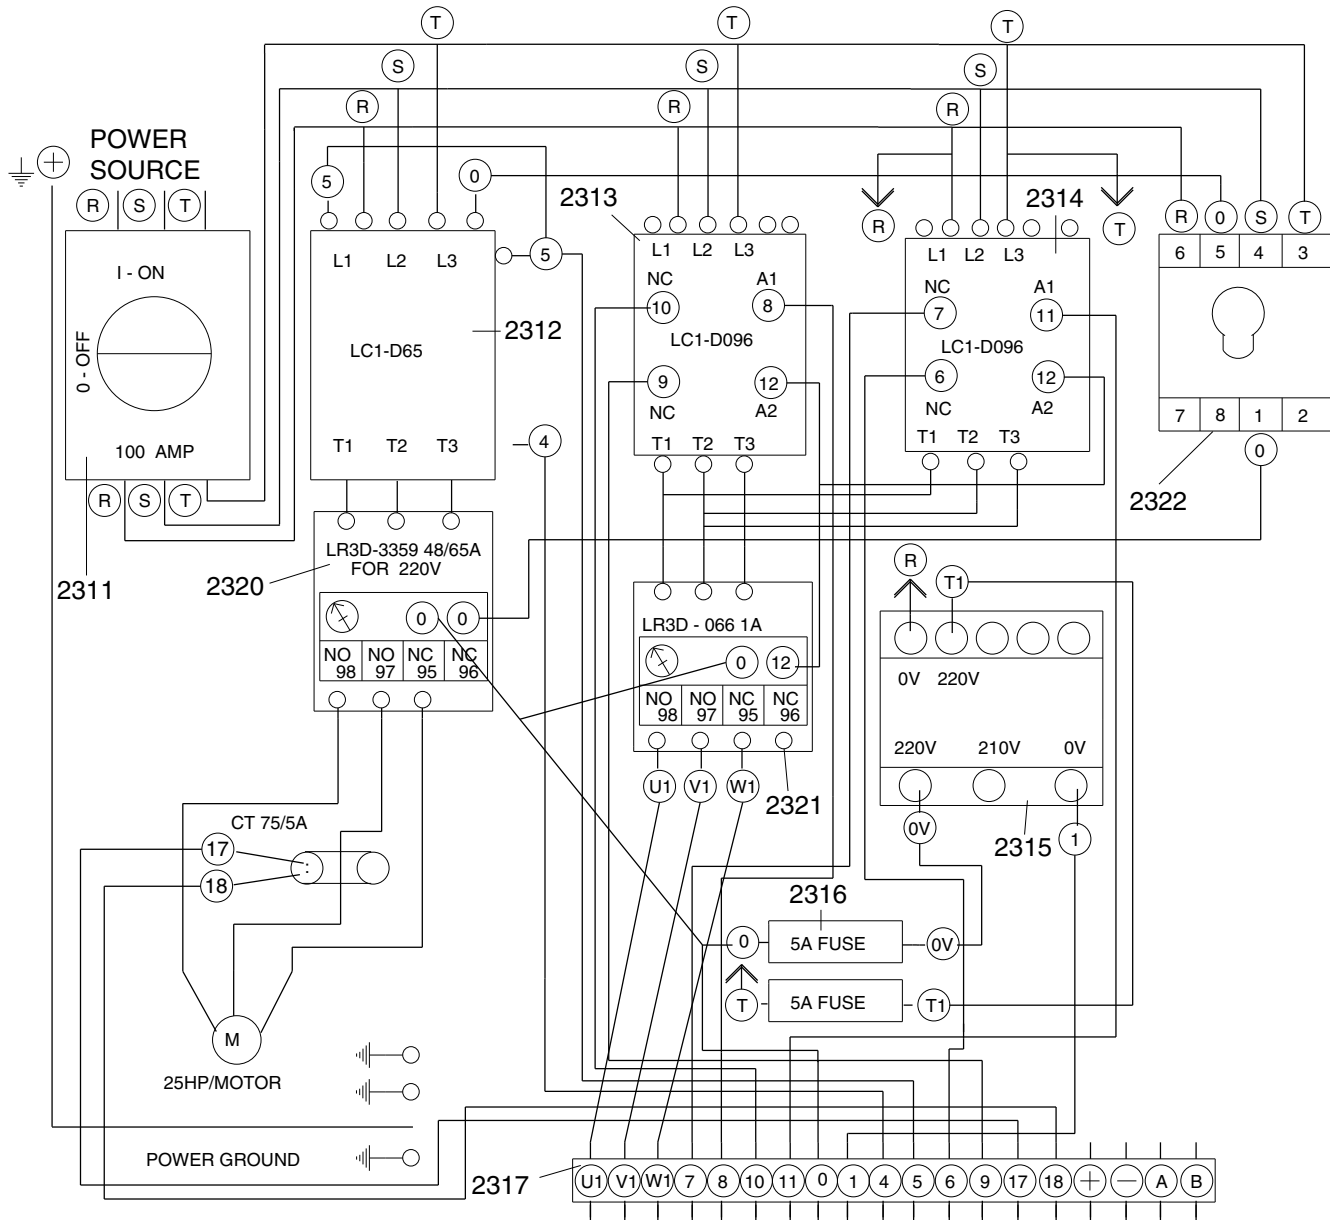 T T T
S S S
R R R
POWER
SOURCE
+
R S T
5 0
2313
R 2314 T
R 0 S T
6 5 4 3
I - ON
0 - OFF
100 AMP
R S T
2311
L1 L2 L3
5
2312
LC1-D65
T1 T2 T3
4
L1 L2 L3
NC A1
10 8
LC1-D096
9 12
NC A2
T1 T2 T3
L1 L2 L3
NC A1
7 11
LC1-D096
6 12
NC A2
T1 T2 T3
7 8 1 2
0
2322
2320
LR3D-3359 48/65A
FOR 220V
0 0
NO NO NC NC
98 97 95 96
LR3D - 066 1A
0 12
NO NO NC NC
98 97 95 96
U1 V1 W1
2321
R T1
0V 220V
220V 210V 0V
0V 2315 1
CT 75/5A
17
18
2316
0 5A FUSE 0V
T 5A FUSE T1
M
25HP/MOTOR
POWER GROUND
2317
U1 V1 W1 7 8 10 11 0 1 4 5 6 9 17 18 + − A B